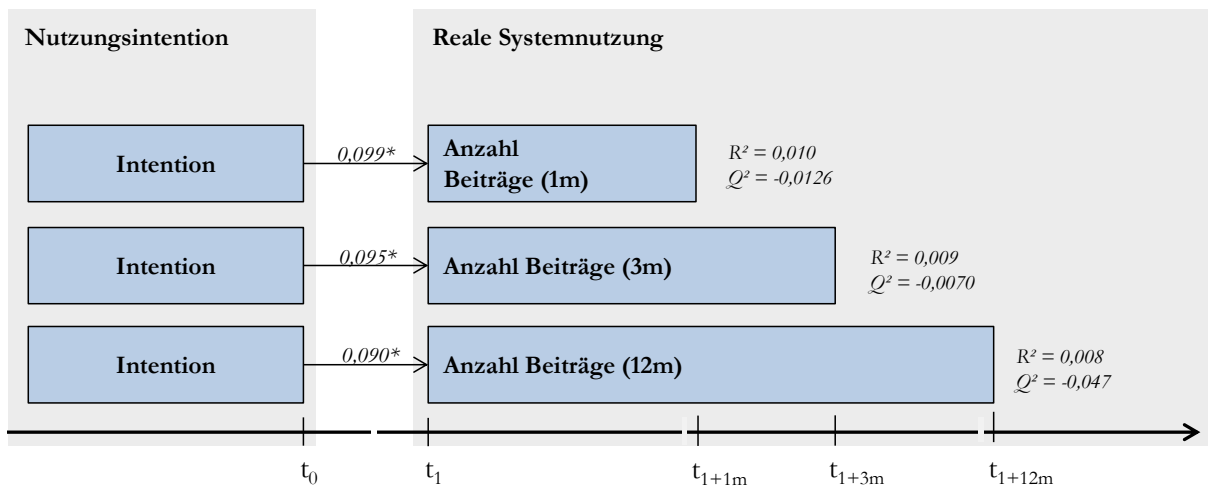 Nutzungsintention
Reale Systemnutzung
Intention
0,099*
Anzahl
Beiträge (1m)
R² = 0,010
Q² = -0,0126
Intention
0,095*
Anzahl Beiträge (3m)
R² = 0,009
Q² = -0,0070
Intention
0,090*
Anzahl Beiträge (12m)
R² = 0,008
Q² = -0,047
t₀
t₁
t₁₊₁ₘ
t₁₊₃ₘ
t₁₊₁₂ₘ